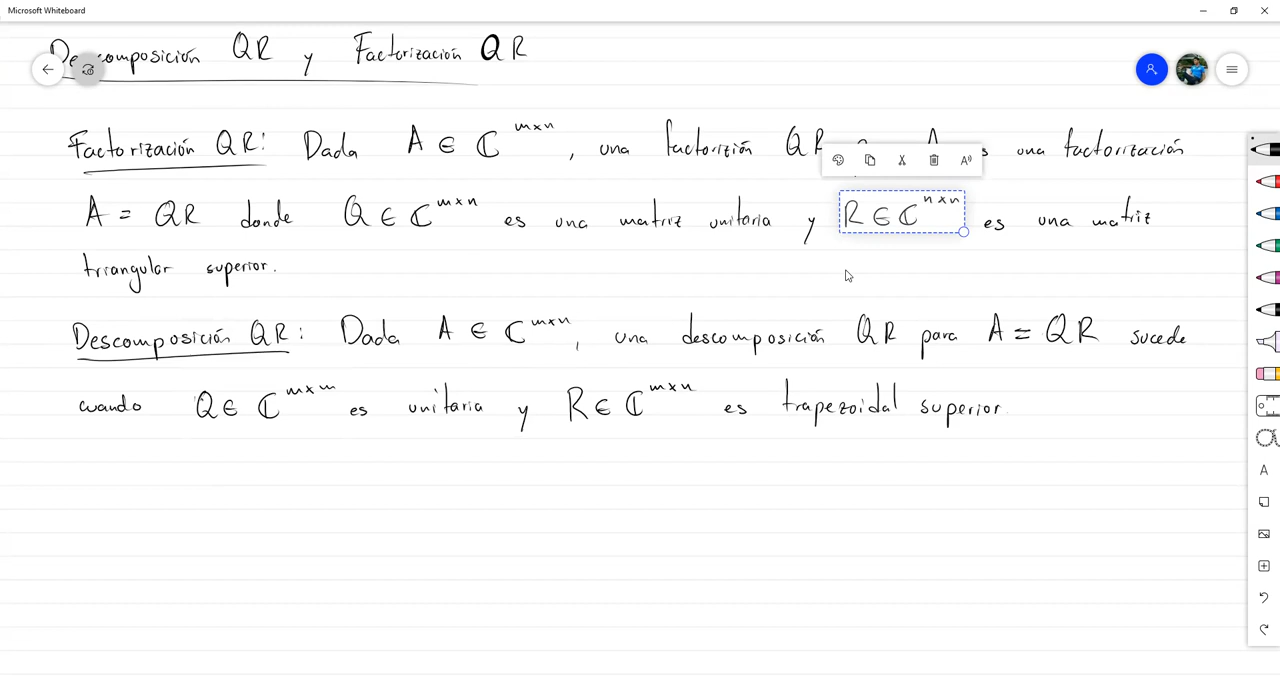 Microsoft Whiteboard
Descomposición QR y Factorización QR
Factorización QR: Dada A ∈ ℂ^{m×n}, una factorizión QR A es una factorización
A = QR donde Q ∈ ℂ^{m×n} es una matriz unitaria y R ∈ ℂ^{n×n} es una matriz
triangular superior.
Descomposición QR: Dada A ∈ ℂ^{m×n}, una descomposición QR para A = QR sucede
cuando Q ∈ ℂ^{m×m} es unitaria y R ∈ ℂ^{m×n} es trapezoidal superior.